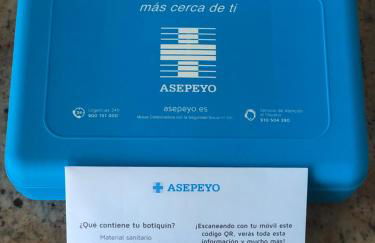 más cerca de ti
ASEPEYO
asepeyo.es
Urgencias 24h
900 151 000
Mutua Colaboradora con la Seguridad Social nº 151
Servicio de Atención
al Usuario
ASEPEYO
¿Qué contiene tu botiquín?
Material sanitario
¡Escaneando con tu móvil este
código QR, verás toda esta
información y mucho más!